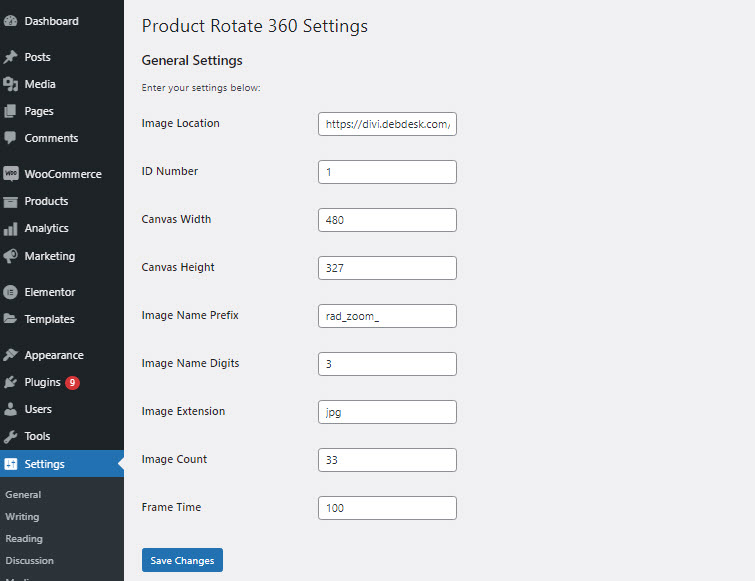 Dashboard
Posts
Media
Pages
Comments
WooCommerce
Products
Analytics
Marketing
Elementor
Templates
Appearance
Plugins 9
Users
Tools
Settings
General
Writing
Reading
Discussion
Product Rotate 360 Settings
General Settings
Enter your settings below:
Image Location https://divi.debdesk.com/
ID Number 1
Canvas Width 480
Canvas Height 327
Image Name Prefix rad_zoom_
Image Name Digits 3
Image Extension jpg
Image Count 33
Frame Time 100
Save Changes